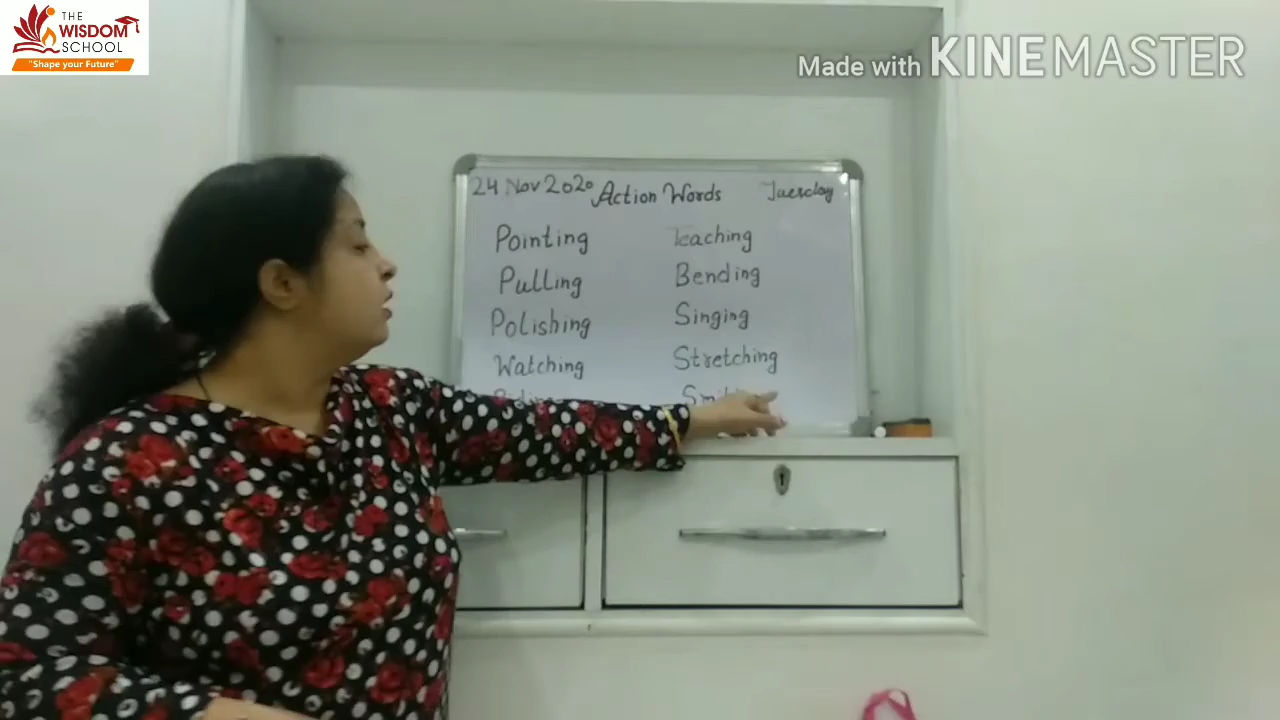 THE
WISDOM
SCHOOL
"Shape your Future"
Made with KINEMASTER
24 Nov 2020 Action Words Tuesday
Pointing Teaching
Pulling Bending
Polishing Singing
Watching Stretching